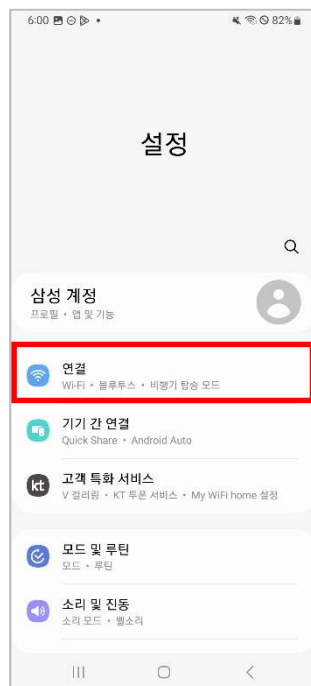 6:00 82%
설정
삼성 계정
프로필 • 앱 및 기능
연결
Wi-Fi • 블루투스 • 비행기 탑승 모드
기기 간 연결
Quick Share • Android Auto
kt
고객 특화 서비스
V 컬러링 • KT 투폰 서비스 • My WiFi home 설정
모드 및 루틴
모드 • 루틴
소리 및 진동
소리 모드 • 벨소리